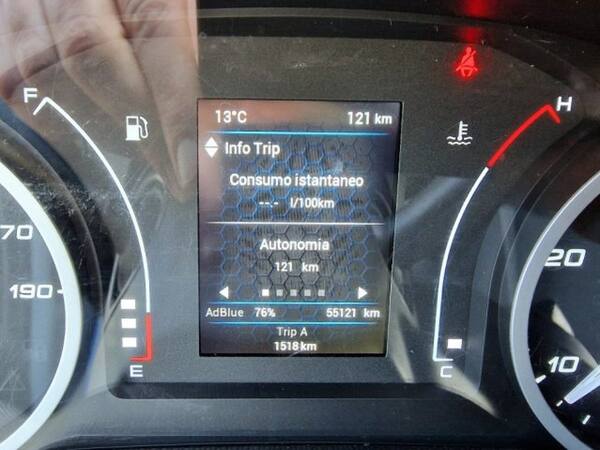 F
H
13°C 121 km
Info Trip
Consumo istantaneo
--.- l/100km
Autonomia
121 km
AdBlue 76% 55121 km
Trip A
1518 km
E
C
70
190
20
10